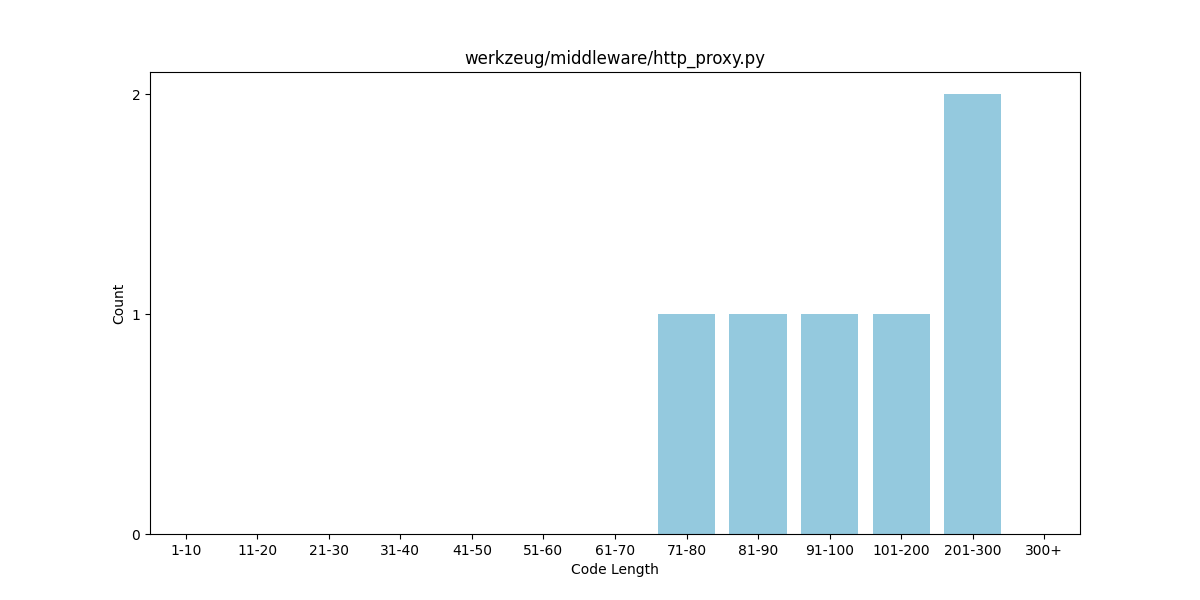 werkzeug/middleware/http_proxy.py
2
1
0
Count
1-10 11-20 21-30 31-40 41-50 51-60 61-70 71-80 81-90 91-100 101-200 201-300 300+
Code Length